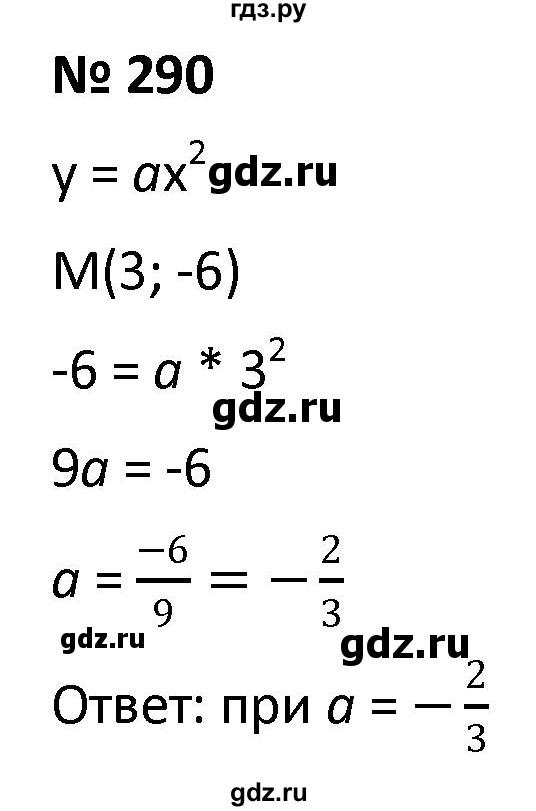 гдз.ру
№ 290
y = ax² gdz.ru
M(3; -6)
-6 = a * 3²
gdz.ru
9a = -6
a = −6/9 = −2/3
gdz.ru gdz.ru
Ответ: при a = −2/3
gdz.ru